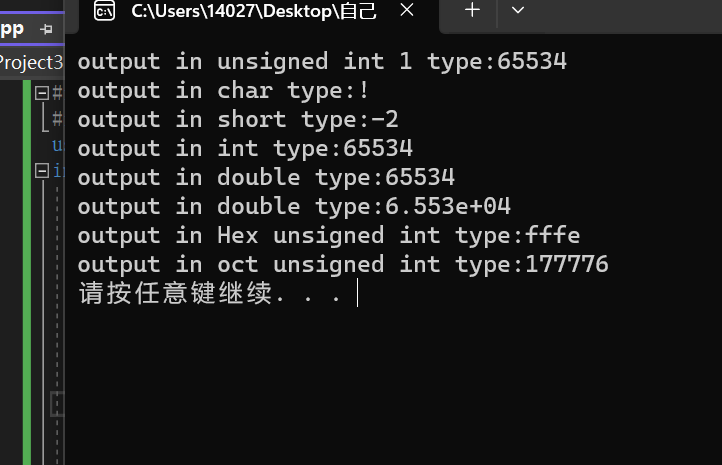 C:\Users\14027\Desktop\自己
pp
Project3
#
#
u
in
output in unsigned int 1 type:65534
output in char type:!
output in short type:-2
output in int type:65534
output in double type:65534
output in double type:6.553e+04
output in Hex unsigned int type:fffe
output in oct unsigned int type:177776
请按任意键继续. . .